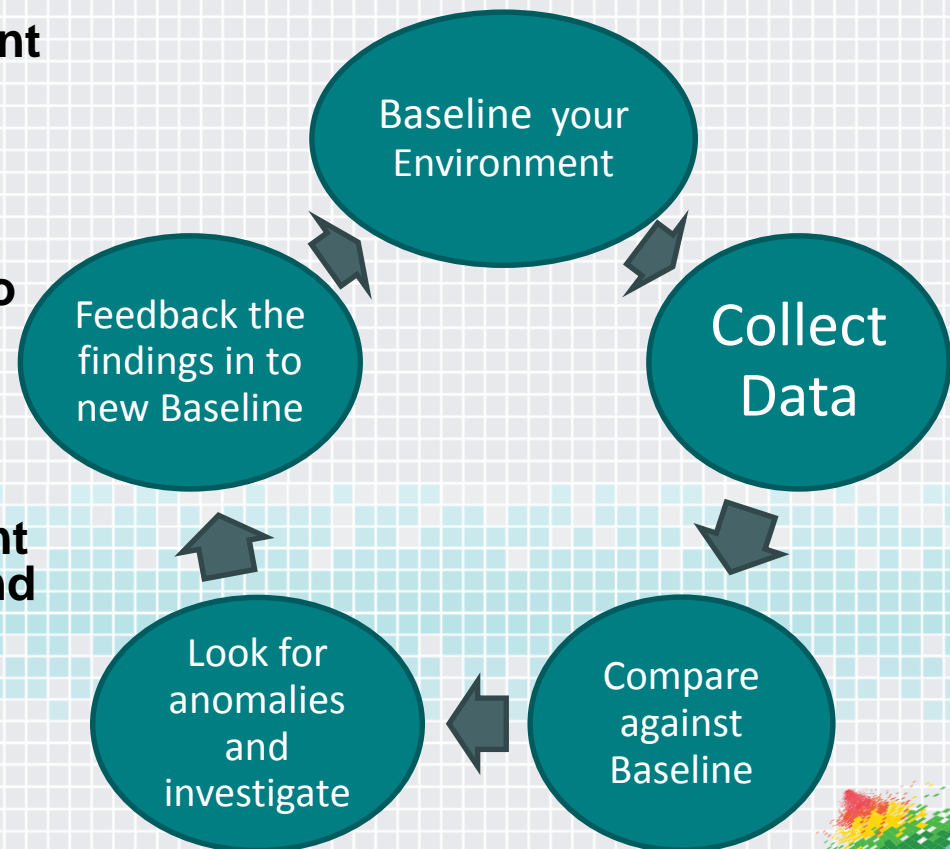 Baseline your
Environment
Collect
Data
Compare
against
Baseline
Look for
anomalies
and
investigate
Feedback the
findings in to
new Baseline